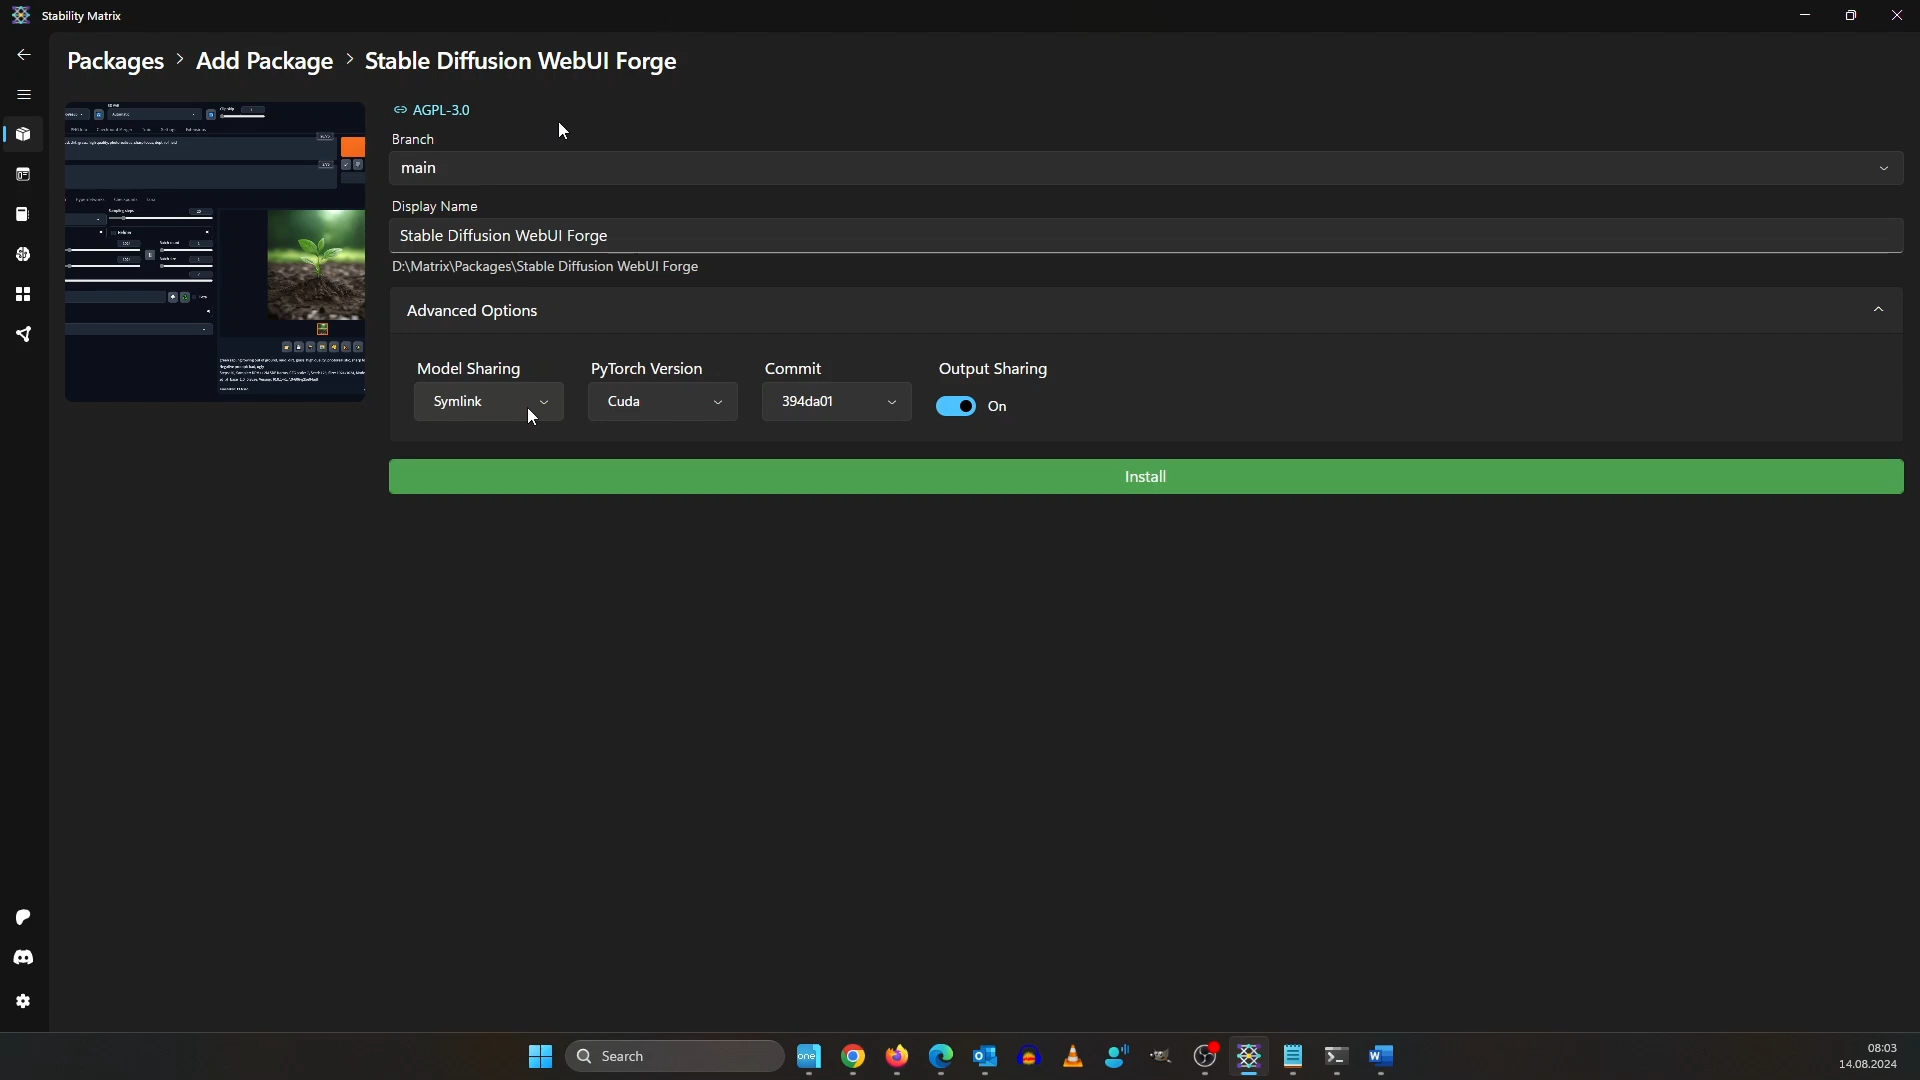 Stability Matrix
Packages > Add Package > Stable Diffusion WebUI Forge
AGPL-3.0
Branch
main
Display Name
Stable Diffusion WebUI Forge
D:\Matrix\Packages\Stable Diffusion WebUI Forge
Advanced Options
Model Sharing
PyTorch Version
Commit
Output Sharing
Symlink
Cuda
394da01
On
Install
Search
one
08:03
14.08.2024